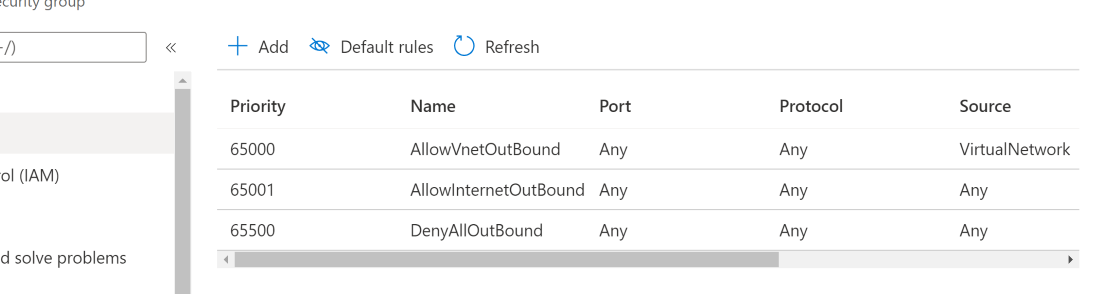 ecurity group
-/)
«
Add Default rules Refresh
Priority Name Port Protocol Source
65000 AllowVnetOutBound Any Any VirtualNetwork
65001 AllowInternetOutBound Any Any Any
rol (IAM)
65500 DenyAllOutBound Any Any Any
d solve problems